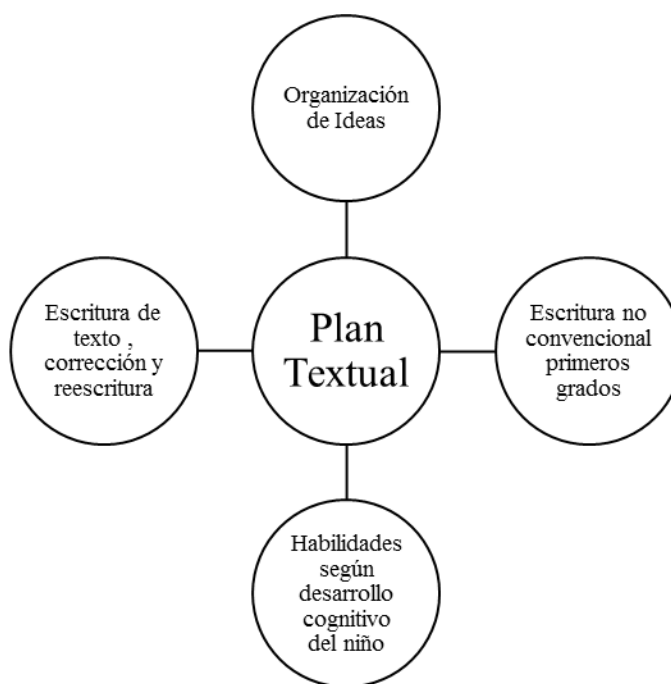 Organización
de Ideas
Escritura de
texto ,
corrección y
reescritura
Plan
Textual
Escritura no
convencional
primeros
grados
Habilidades
según
desarrollo
cognitivo
del niño